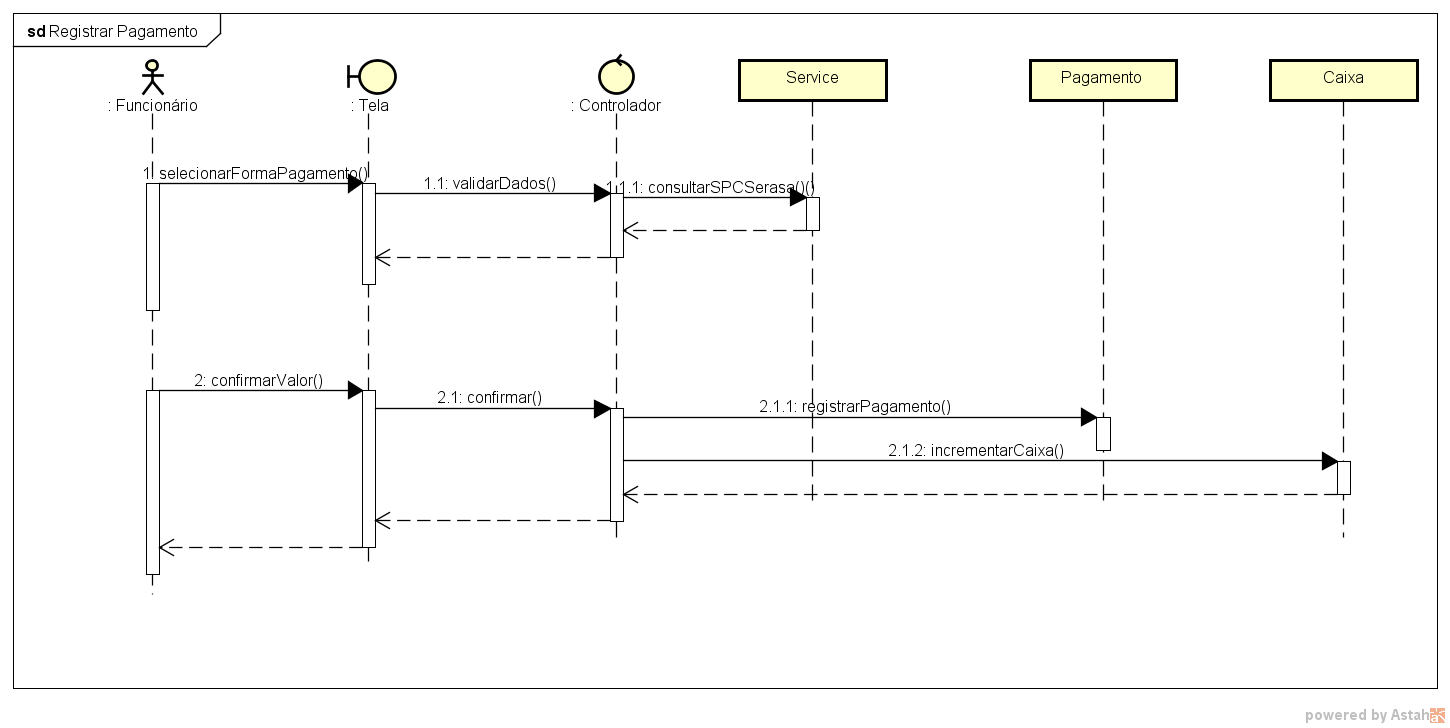 sd Registrar Pagamento
: Funcionário
: Tela
: Controlador
Service
Pagamento
Caixa
1: selecionarFormaPagamento()
1.1: validarDados()
1.1.1: consultarSPCSerasa()()
2: confirmarValor()
2.1: confirmar()
2.1.1: registrarPagamento()
2.1.2: incrementarCaixa()
powered by Astah